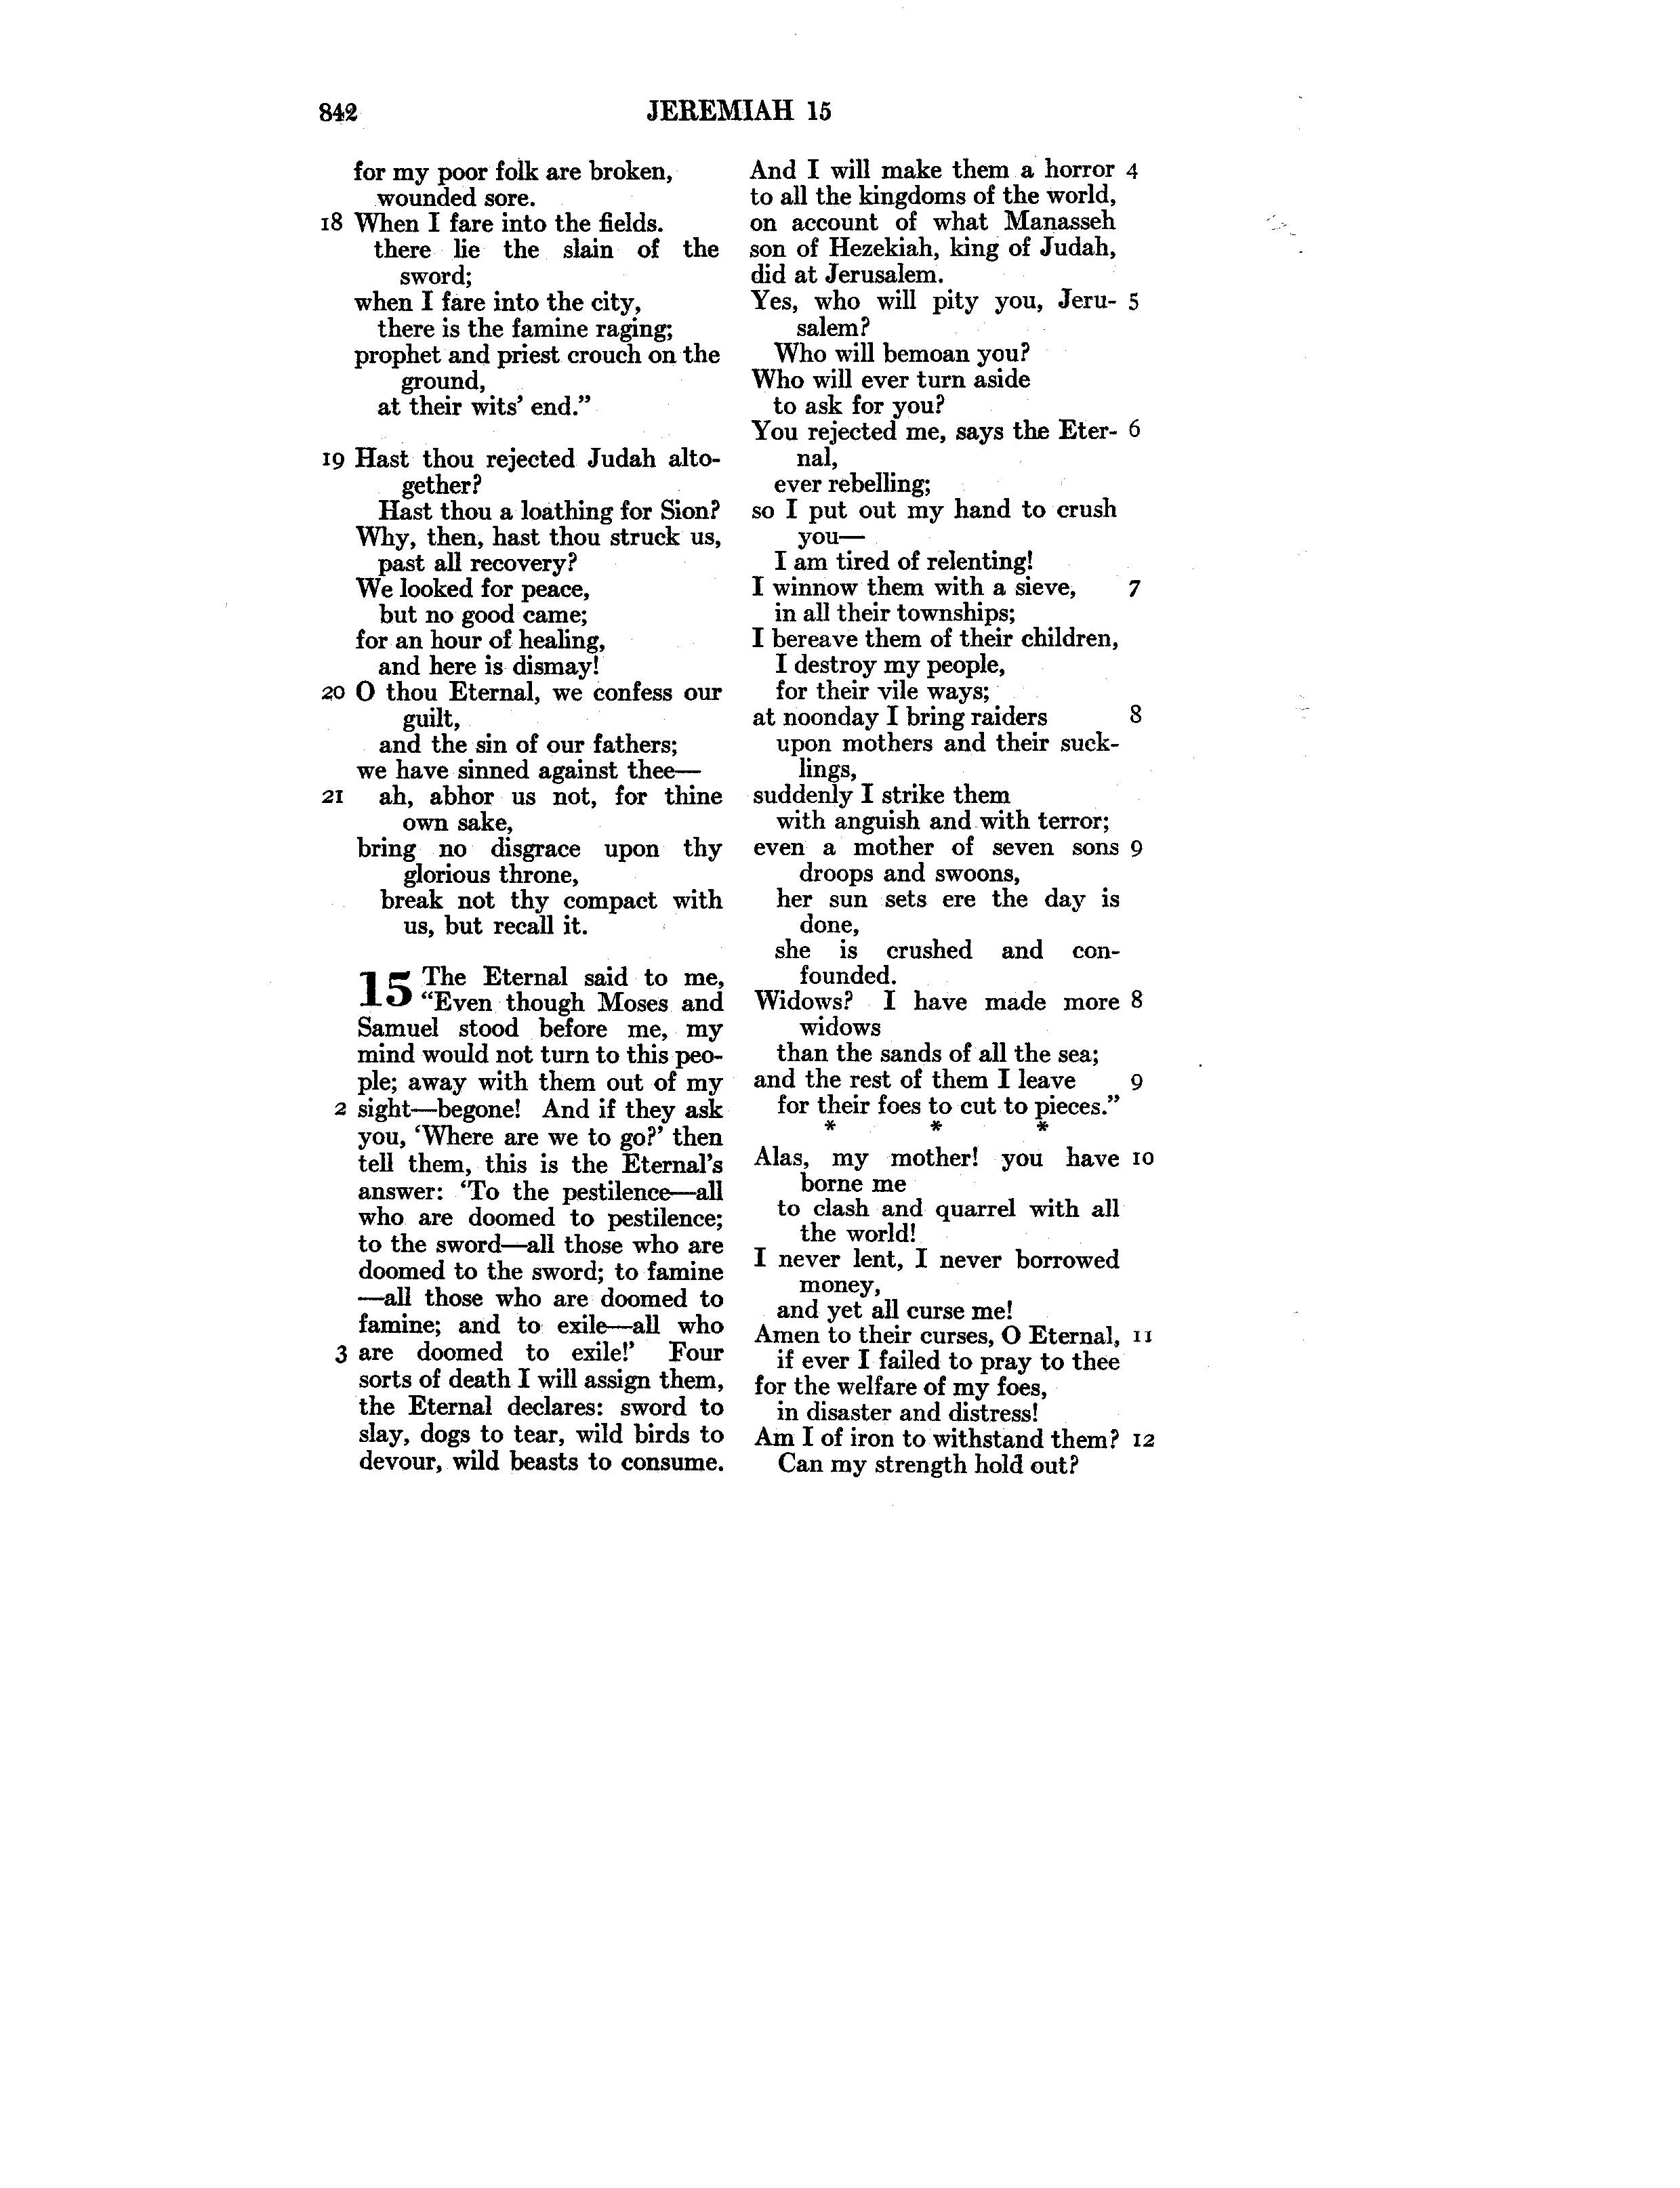 842 JEREMIAH 15
for my poor folk are broken,
wounded sore.
18 When I fare into the fields.
there lie the slain of the
sword;
when I fare into the city,
there is the famine raging;
prophet and priest crouch on the
ground,
at their wits’ end.”
19 Hast thou rejected Judah alto-
gether?
Hast thou a loathing for Sion?
Why, then, hast thou struck us,
past all recovery?
We looked for peace,
but no good came;
for an hour of healing,
and here is dismay!
20 O thou Eternal, we confess our
guilt,
and the sin of our fathers;
we have sinned against thee—
21 ah, abhor us not, for thine
own sake,
bring no disgrace upon thy
glorious throne,
break not thy compact with
us, but recall it.
15 The Eternal said to me,
“Even though Moses and
Samuel stood before me, my
mind would not turn to this peo-
ple; away with them out of my
2 sight—begone! And if they ask
you, ‘Where are we to go?’ then
tell them, this is the Eternal’s
answer: ‘To the pestilence—all
who are doomed to pestilence;
to the sword—all those who are
doomed to the sword; to famine
—all those who are doomed to
famine; and to exile—all who
3 are doomed to exile!’ Four
sorts of death I will assign them,
the Eternal declares: sword to
slay, dogs to tear, wild birds to
devour, wild beasts to consume.
And I will make them a horror 4
to all the kingdoms of the world,
on account of what Manasseh
son of Hezekiah, king of Judah,
did at Jerusalem.
Yes, who will pity you, Jeru- 5
salem?
Who will bemoan you?
Who will ever turn aside
to ask for you?
You rejected me, says the Eter- 6
nal,
ever rebelling;
so I put out my hand to crush
you—
I am tired of relenting!
I winnow them with a sieve, 7
in all their townships;
I bereave them of their children,
I destroy my people,
for their vile ways;
at noonday I bring raiders 8
upon mothers and their suck-
lings,
suddenly I strike them
with anguish and with terror;
even a mother of seven sons 9
droops and swoons,
her sun sets ere the day is
done,
she is crushed and con-
founded.
Widows? I have made more 8
widows
than the sands of all the sea;
and the rest of them I leave 9
for their foes to cut to pieces.”
* * *
Alas, my mother! you have 10
borne me
to clash and quarrel with all
the world!
I never lent, I never borrowed
money,
and yet all curse me!
Amen to their curses, O Eternal, 11
if ever I failed to pray to thee
for the welfare of my foes,
in disaster and distress!
Am I of iron to withstand them? 12
Can my strength hold out?